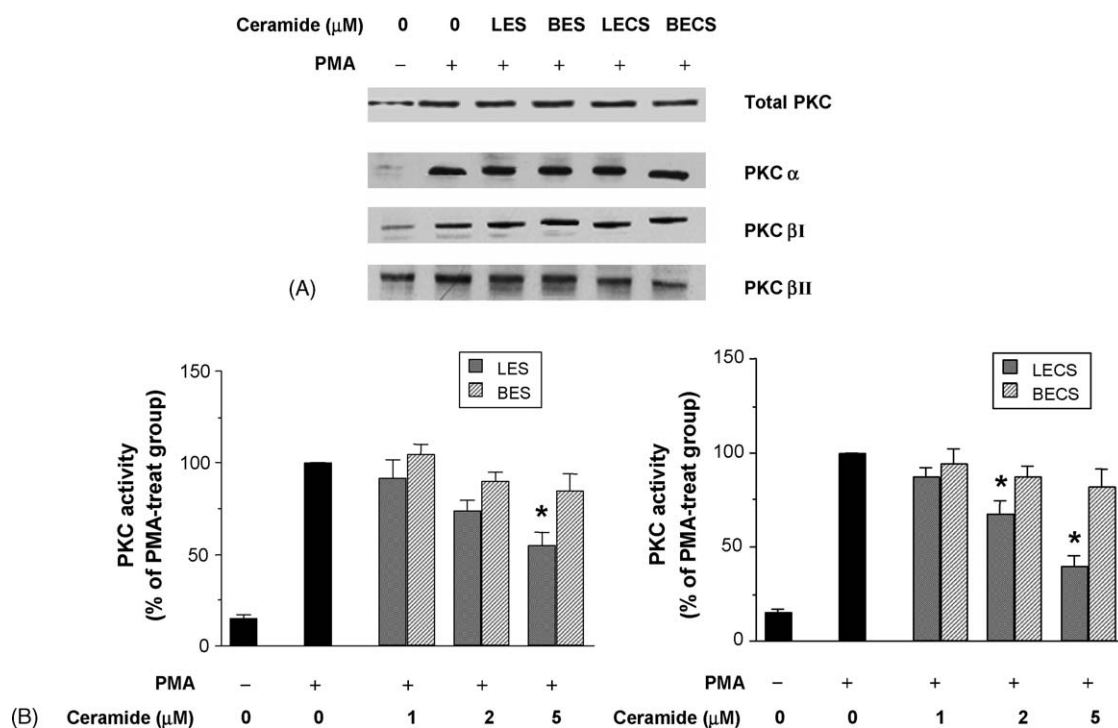 Ceramide (μM) 0 0 LES BES LECS BECS
PMA – + + + + +
Total PKC
PKC α
PKC βI
PKC βII
(A)
150
100
50
0
PKC activity
(% of PMA-treat group)
LES
BES
*
PMA – + + + +
Ceramide (μM) 0 0 1 2 5
150
100
50
0
PKC activity
(% of PMA-treat group)
LECS
BECS
*
*
– + + + +
Ceramide (μM) 0 0 1 2 5
PMA
(B)